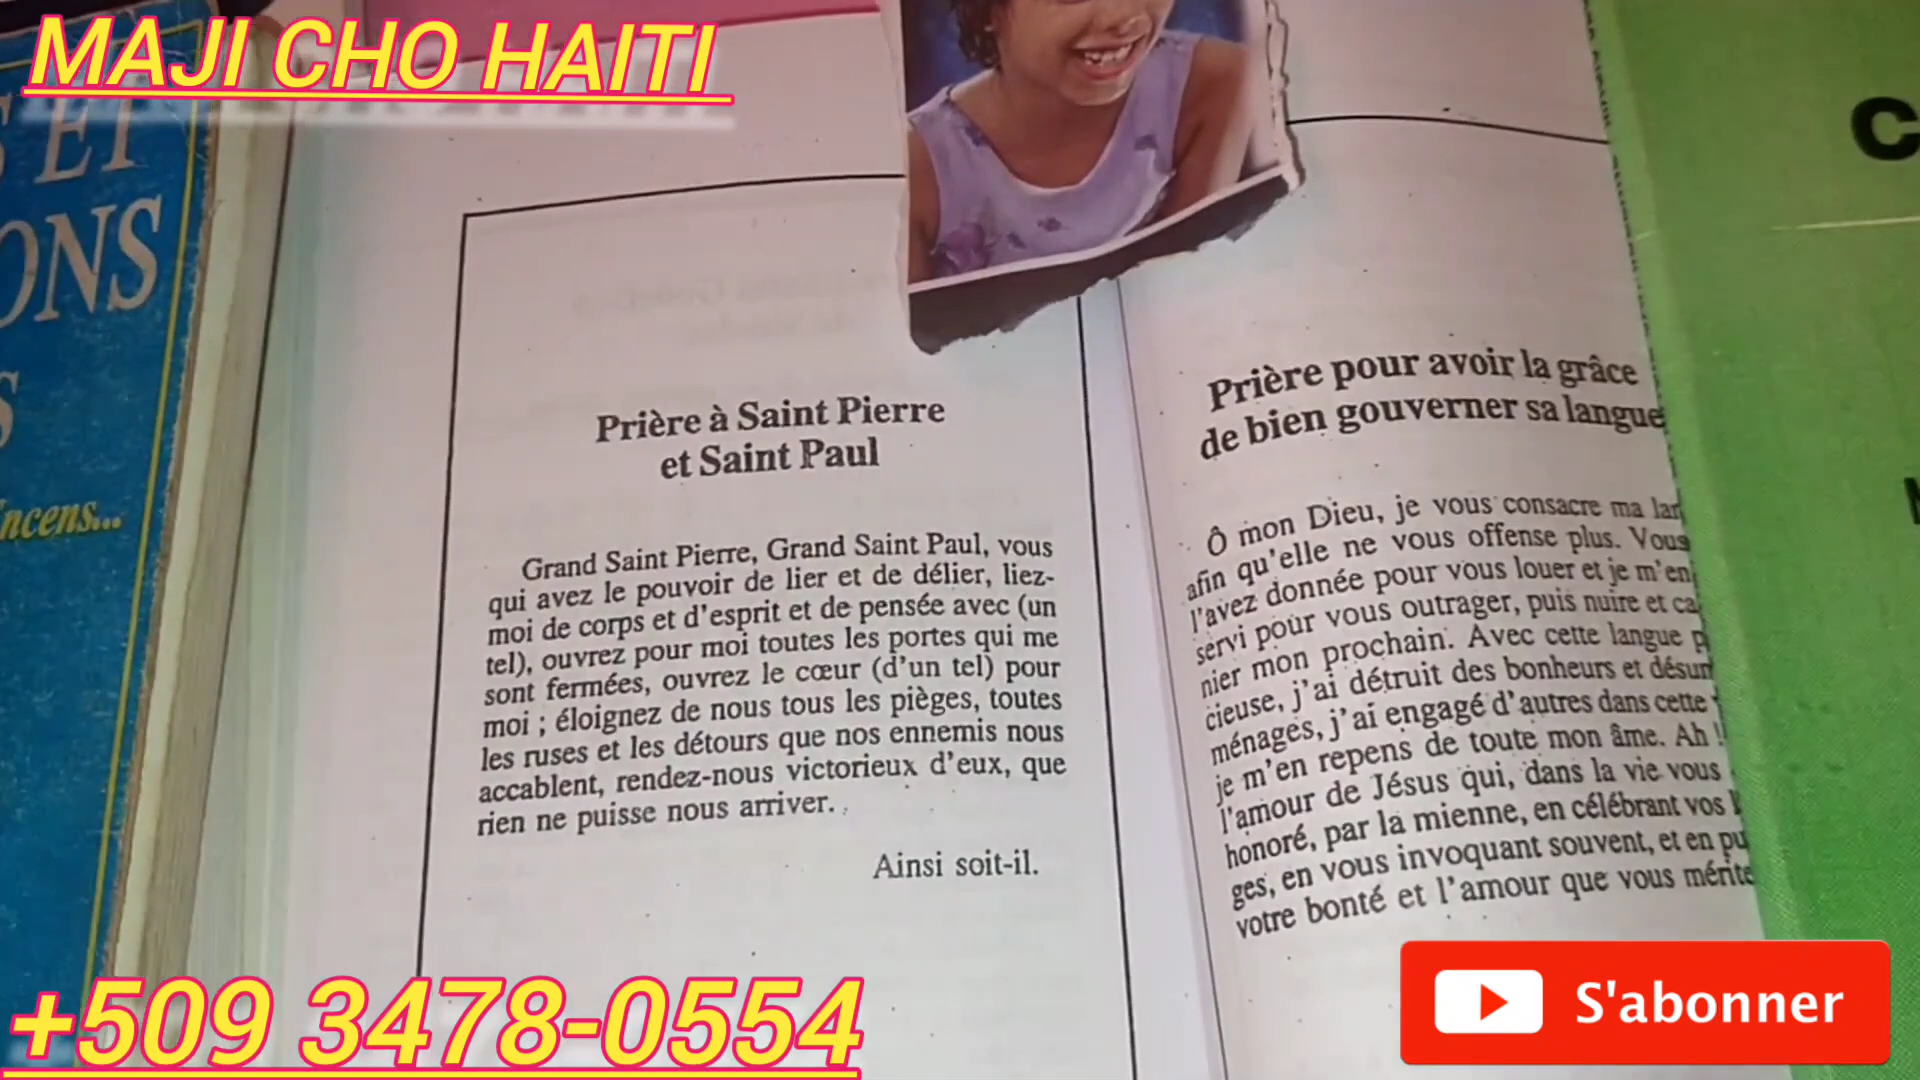 MAJI CHO HAITI
ET
ONS
S
C
Prière à Saint Pierre
et Saint Paul
Grand Saint Pierre, Grand Saint Paul, vous
qui avez le pouvoir de lier et de délier, liez-
moi de corps et d'esprit et de pensée avec (un
tel), ouvrez pour moi toutes les portes qui me
sont fermées, ouvrez le cœur (d'un tel) pour
moi ; éloignez de nous tous les pièges, toutes
les ruses et les détours que nos ennemis nous
accablent, rendez-nous victorieux d'eux, que
rien ne puisse nous arriver.
Ainsi soit-il.
Prière pour avoir la grâce
de bien gouverner sa langue
Ô mon Dieu, je vous consacre ma
afin qu'elle ne vous offense plus. Vous
l'avez donnée pour vous louer et je m'en
servi pour vous outrager, puis nuire et
nier mon prochain. Avec cette langue
cieuse, j'ai détruit des bonheurs et
ménages, j'ai engagé d'autres dans cette
je m'en repens de toute mon âme. Ah !
l'amour de Jésus qui, dans la vie vous
honoré, par la mienne, en célébrant vos
ges, en vous invoquant souvent, et en
votre bonté et l'amour que vous
+509 3478-0554
S'abonner